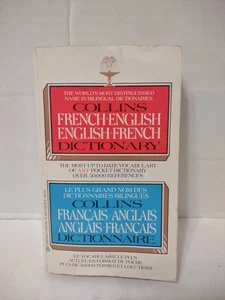 THE WORLD'S MOST DISTINGUISHED
NAME IN BILINGUAL DICTIONARIES
COLLINS
FRENCH·ENGLISH
ENGLISH·FRENCH
DICTIONARY
THE MOST UP TO DATE VOCABULARY
OF ANY POCKET DICTIONARY
OVER 50,000 REFERENCES
LE PLUS GRAND NOM DES
DICTIONNAIRES BILINGUES
COLLINS
FRANÇAIS·ANGLAIS
ANGLAIS·FRANÇAIS
DICTIONNAIRE
LE VOCABULAIRE LE PLUS
ACTUEL EN FORMAT DE POCHE
PLUS DE 50,000 TERMES ET LOCUTIONS